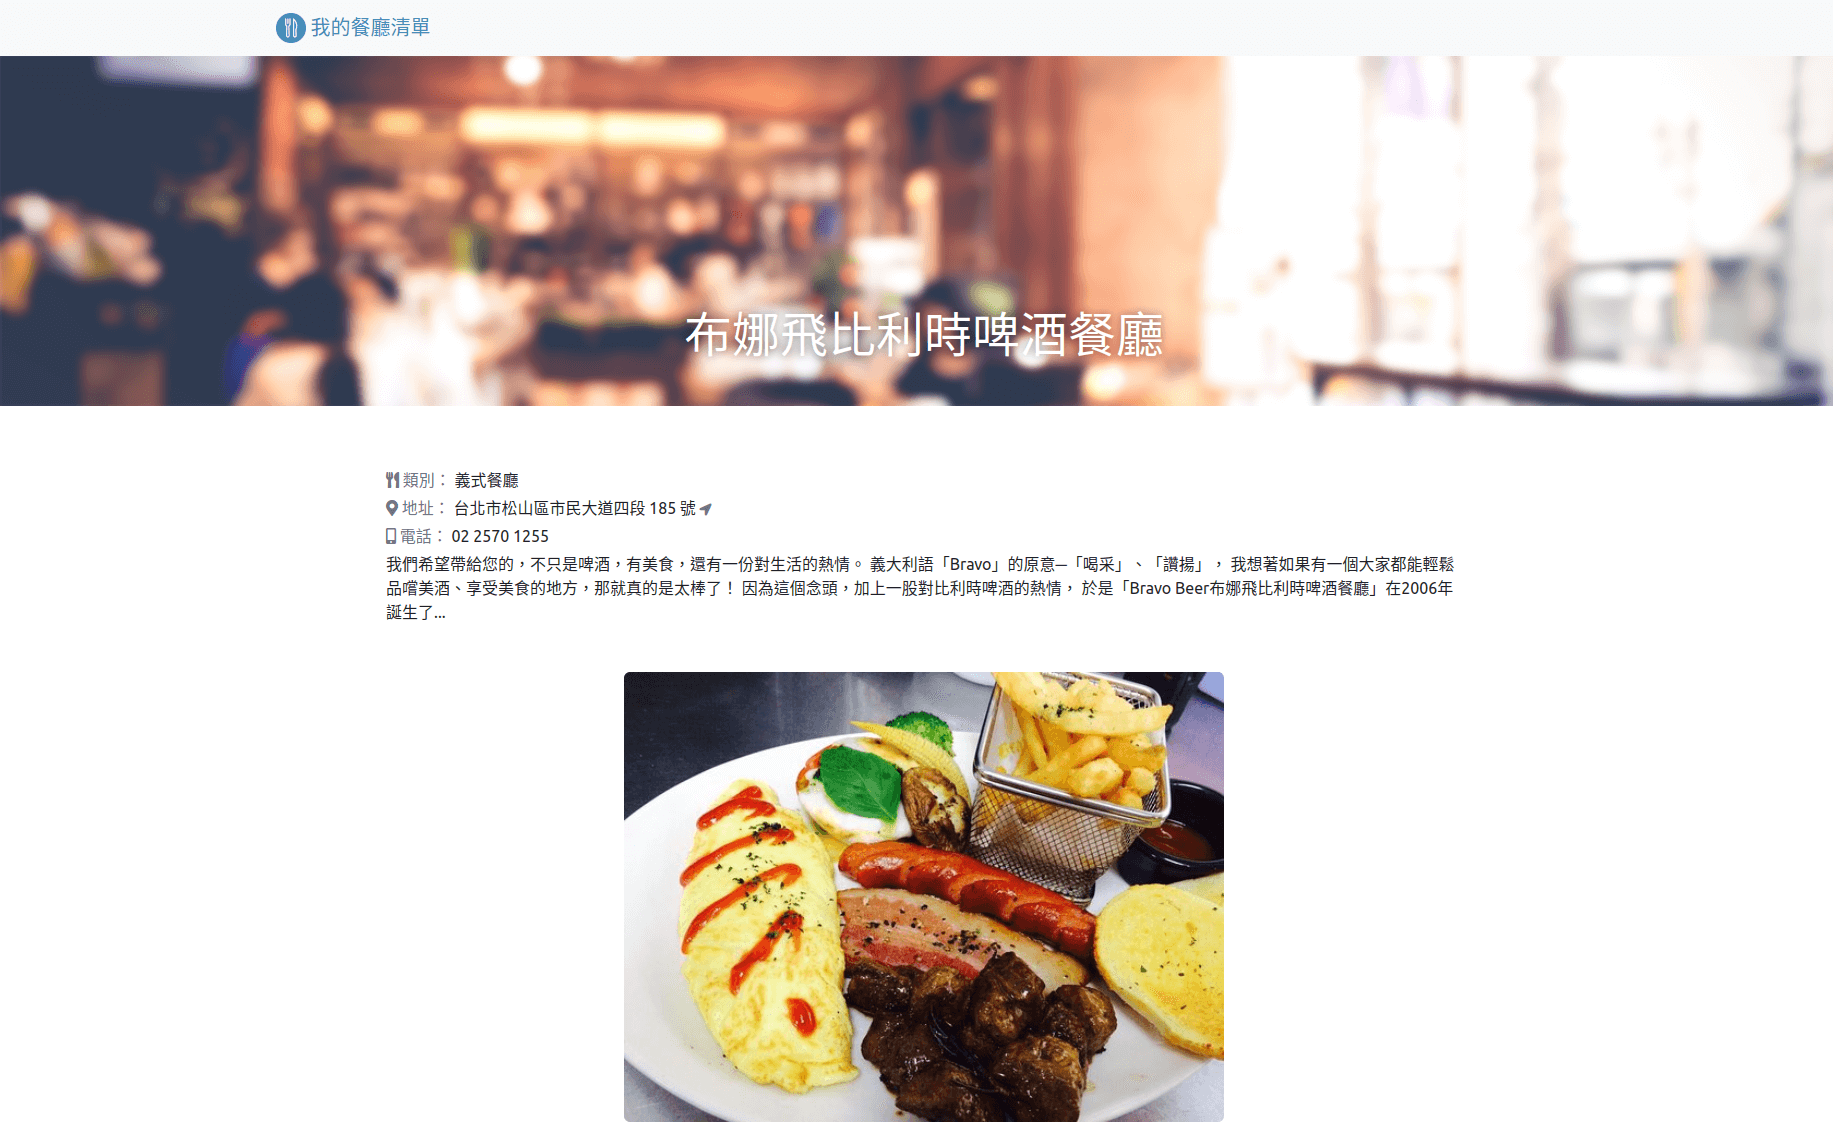 我的餐廳清單
布娜飛比利時啤酒餐廳
類別： 義式餐廳
地址： 台北市松山區市民大道四段 185 號
電話： 02 2570 1255
我們希望帶給您的，不只是啤酒，有美食，還有一份對生活的熱情。 義大利語「Bravo」的原意─「喝采」、「讚揚」， 我想著如果有一個大家都能輕鬆
品嚐美酒、享受美食的地方，那就真的是太棒了！ 因為這個念頭，加上一股對比利時啤酒的熱情， 於是「Bravo Beer布娜飛比利時啤酒餐廳」在2006年
誕生了...